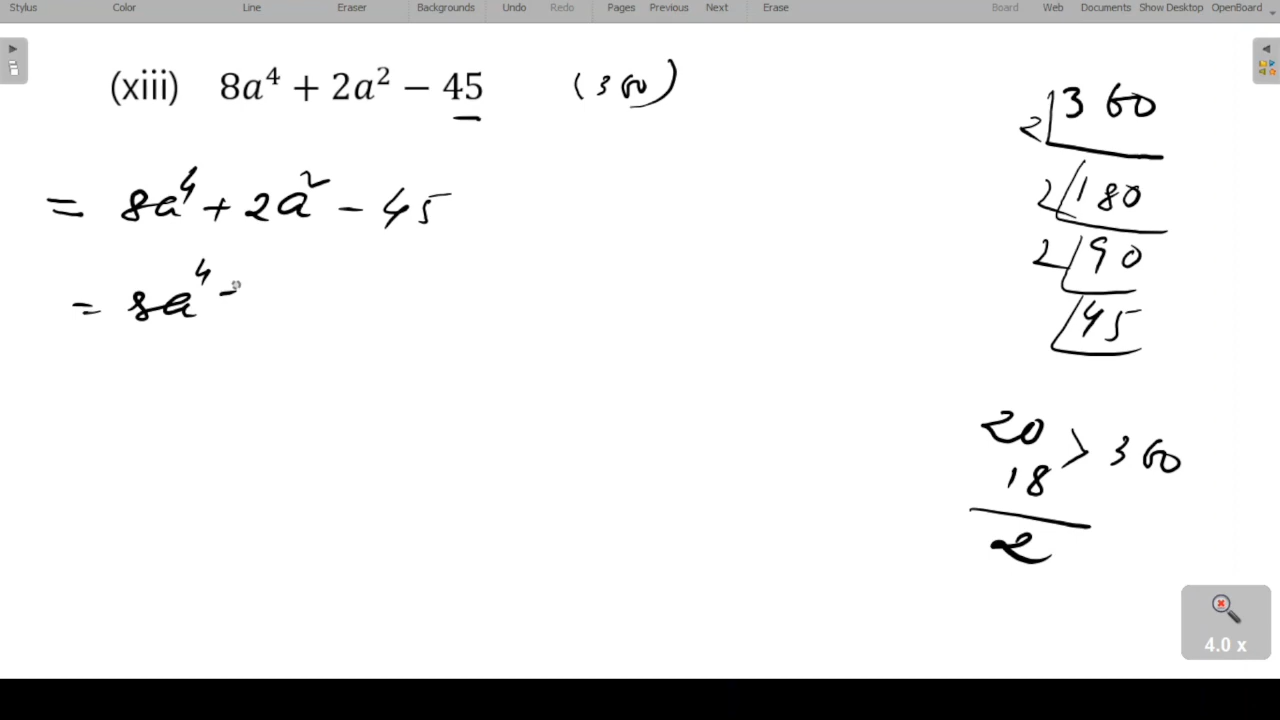 Stylus Color Line Eraser Backgrounds Undo Redo Pages Previous Next Erase Board Web Documents Show Desktop OpenBoard
(xiii) 8a⁴ + 2a² − 45 (360)
= 8a⁴ + 2a² − 45
= 8a⁴ -
2 | 360
2 | 180
2 | 90
| 45
20
18 > 360
2
4.0 x